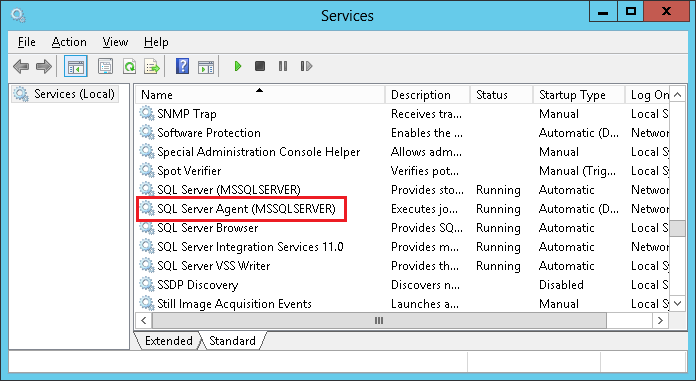 Services
File Action View Help
Services (Local)
Name Description Status Startup Type Log On
SNMP Trap Receives tra... Manual Local S
Software Protection Enables the ... Automatic (D... Networ
Special Administration Console Helper Allows adm... Manual Local S
Spot Verifier Verifies pot... Manual (Trig... Local S
SQL Server (MSSQLSERVER) Provides sto... Running Automatic Networ
SQL Server Agent (MSSQLSERVER) Executes jo... Automatic (D... Networ
SQL Server Browser Provides SQ... Running Automatic Local S
SQL Server Integration Services 11.0 Provides m... Running Automatic Networ
SQL Server VSS Writer Provides th... Running Automatic Local S
SSDP Discovery Discovers n... Disabled Local S
Still Image Acquisition Events Launches a... Manual Local S
Extended Standard